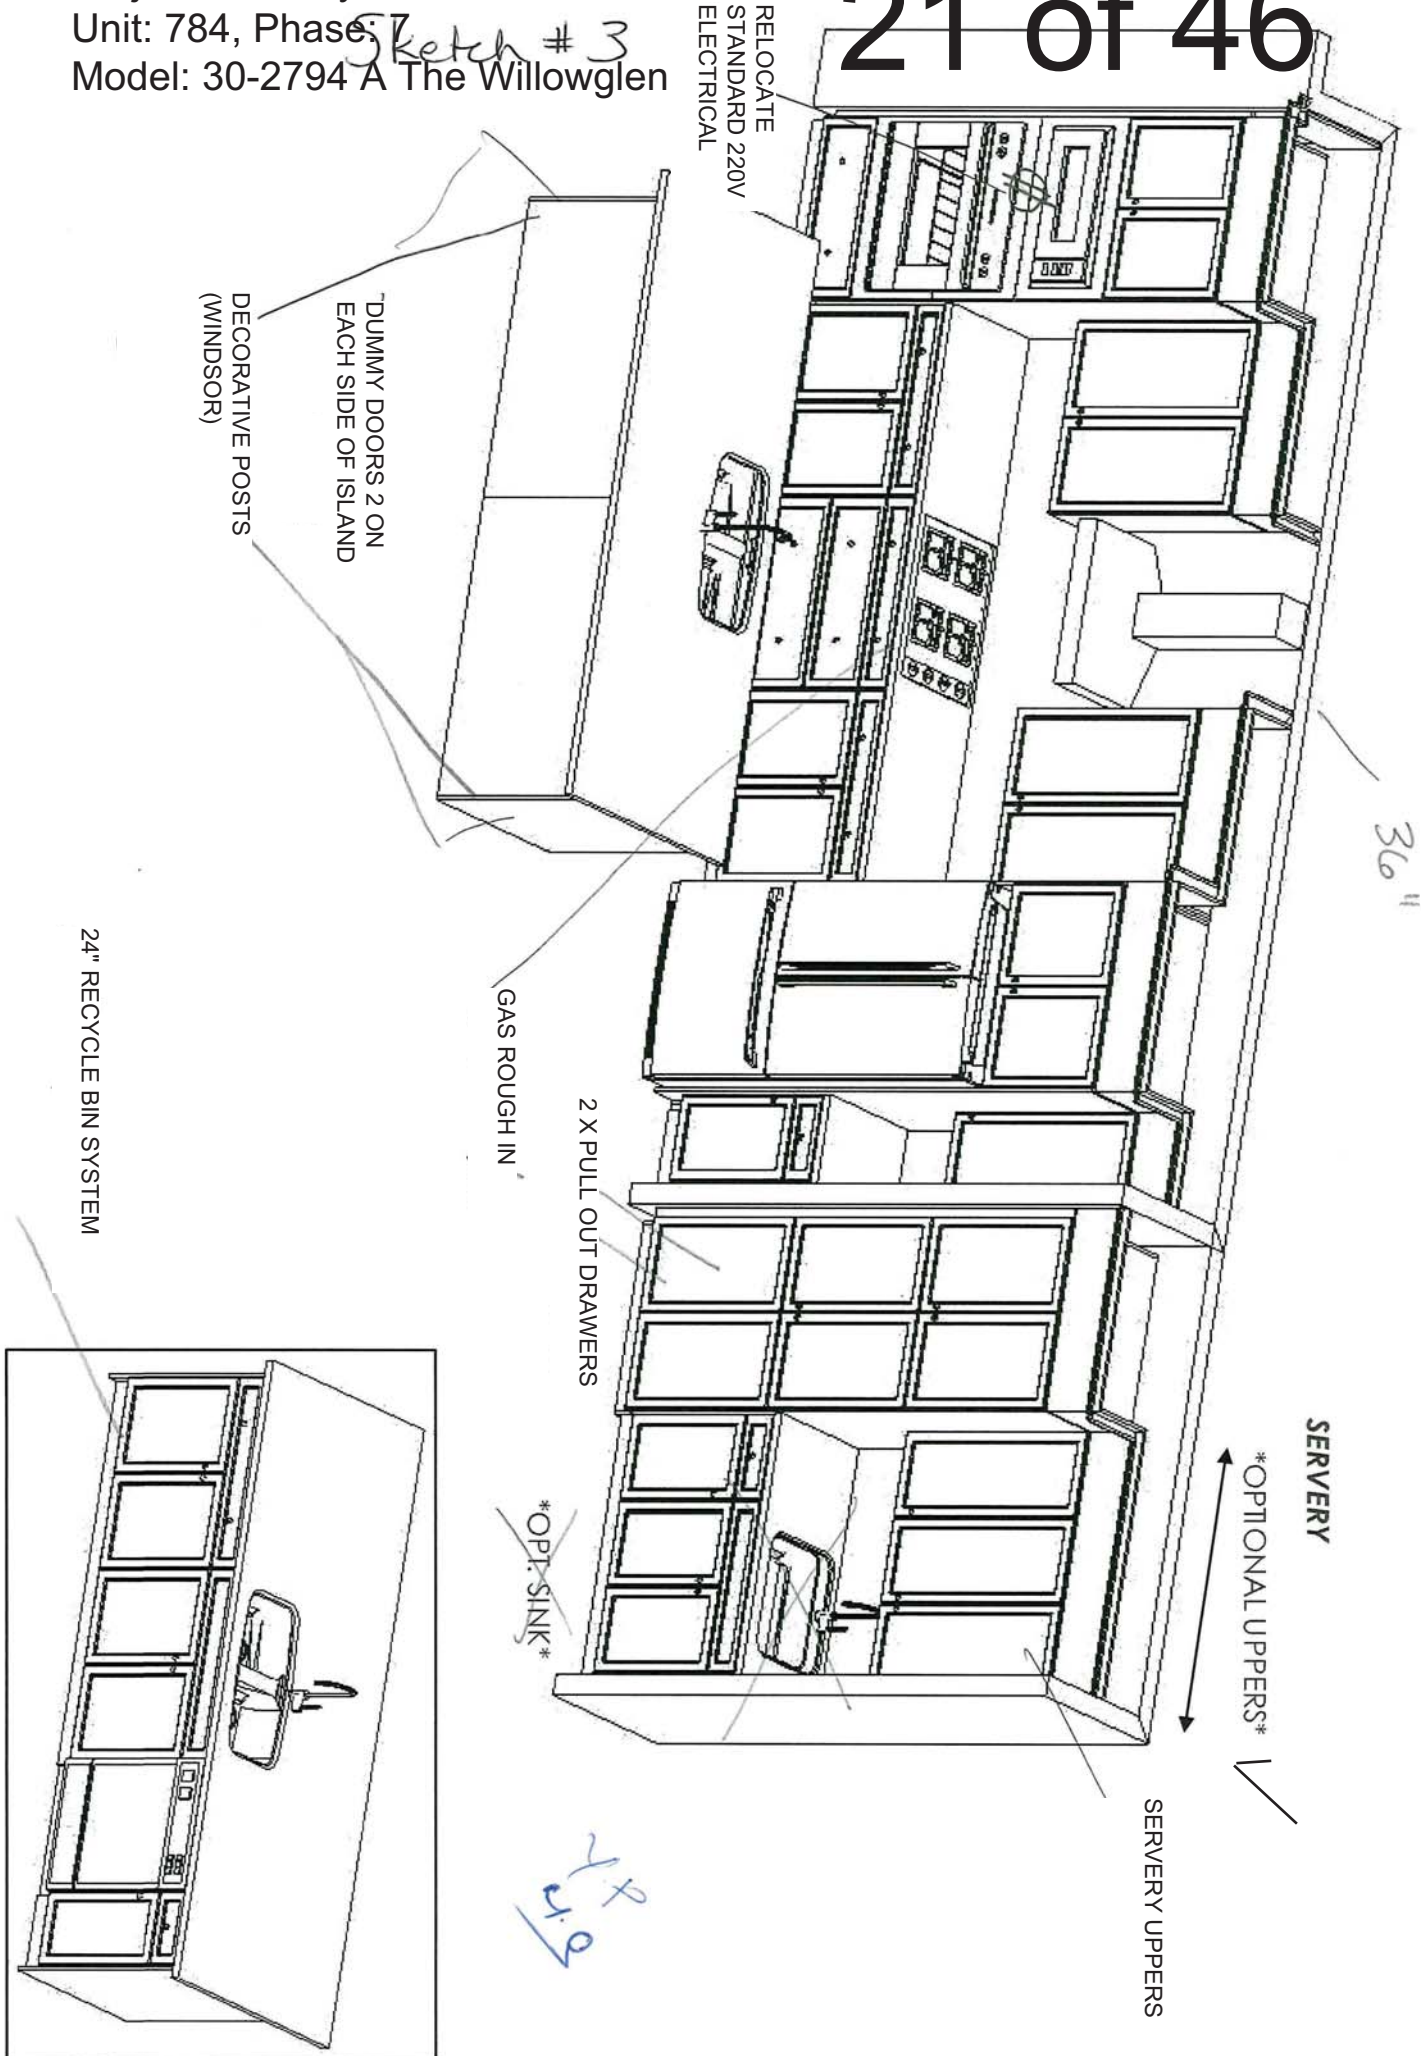 21 of 46
Unit: 784, Phase: 7
Sketch # 3
Model: 30-2794 A The Willowglen
RELOCATE
STANDARD 220V
ELECTRICAL
36"
DUMMY DOORS 2 ON
EACH SIDE OF ISLAND
DECORATIVE POSTS
(WINDSOR)
GAS ROUGH IN
2 X PULL OUT DRAWERS
24" RECYCLE BIN SYSTEM
SERVERY
*OPTIONAL UPPERS*
*OPT. SINK*
SERVERY UPPERS